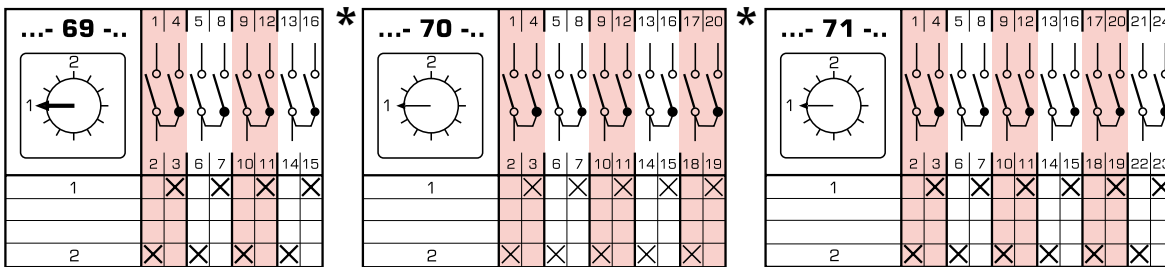 ...- 69 -..
1 4 5 8 9 12 13 16
2
1
2 3 6 7 10 11 14 15
1 X X X X
2 X X X X
*
...- 70 -..
1 4 5 8 9 12 13 16 17 20
2
1
2 3 6 7 10 11 14 15 18 19
1 X X X X X
2 X X X X X
*
...- 71 -..
1 4 5 8 9 12 13 16 17 20 21 24
2
1
2 3 6 7 10 11 14 15 18 19 22 23
1 X X X X X X
2 X X X X X X